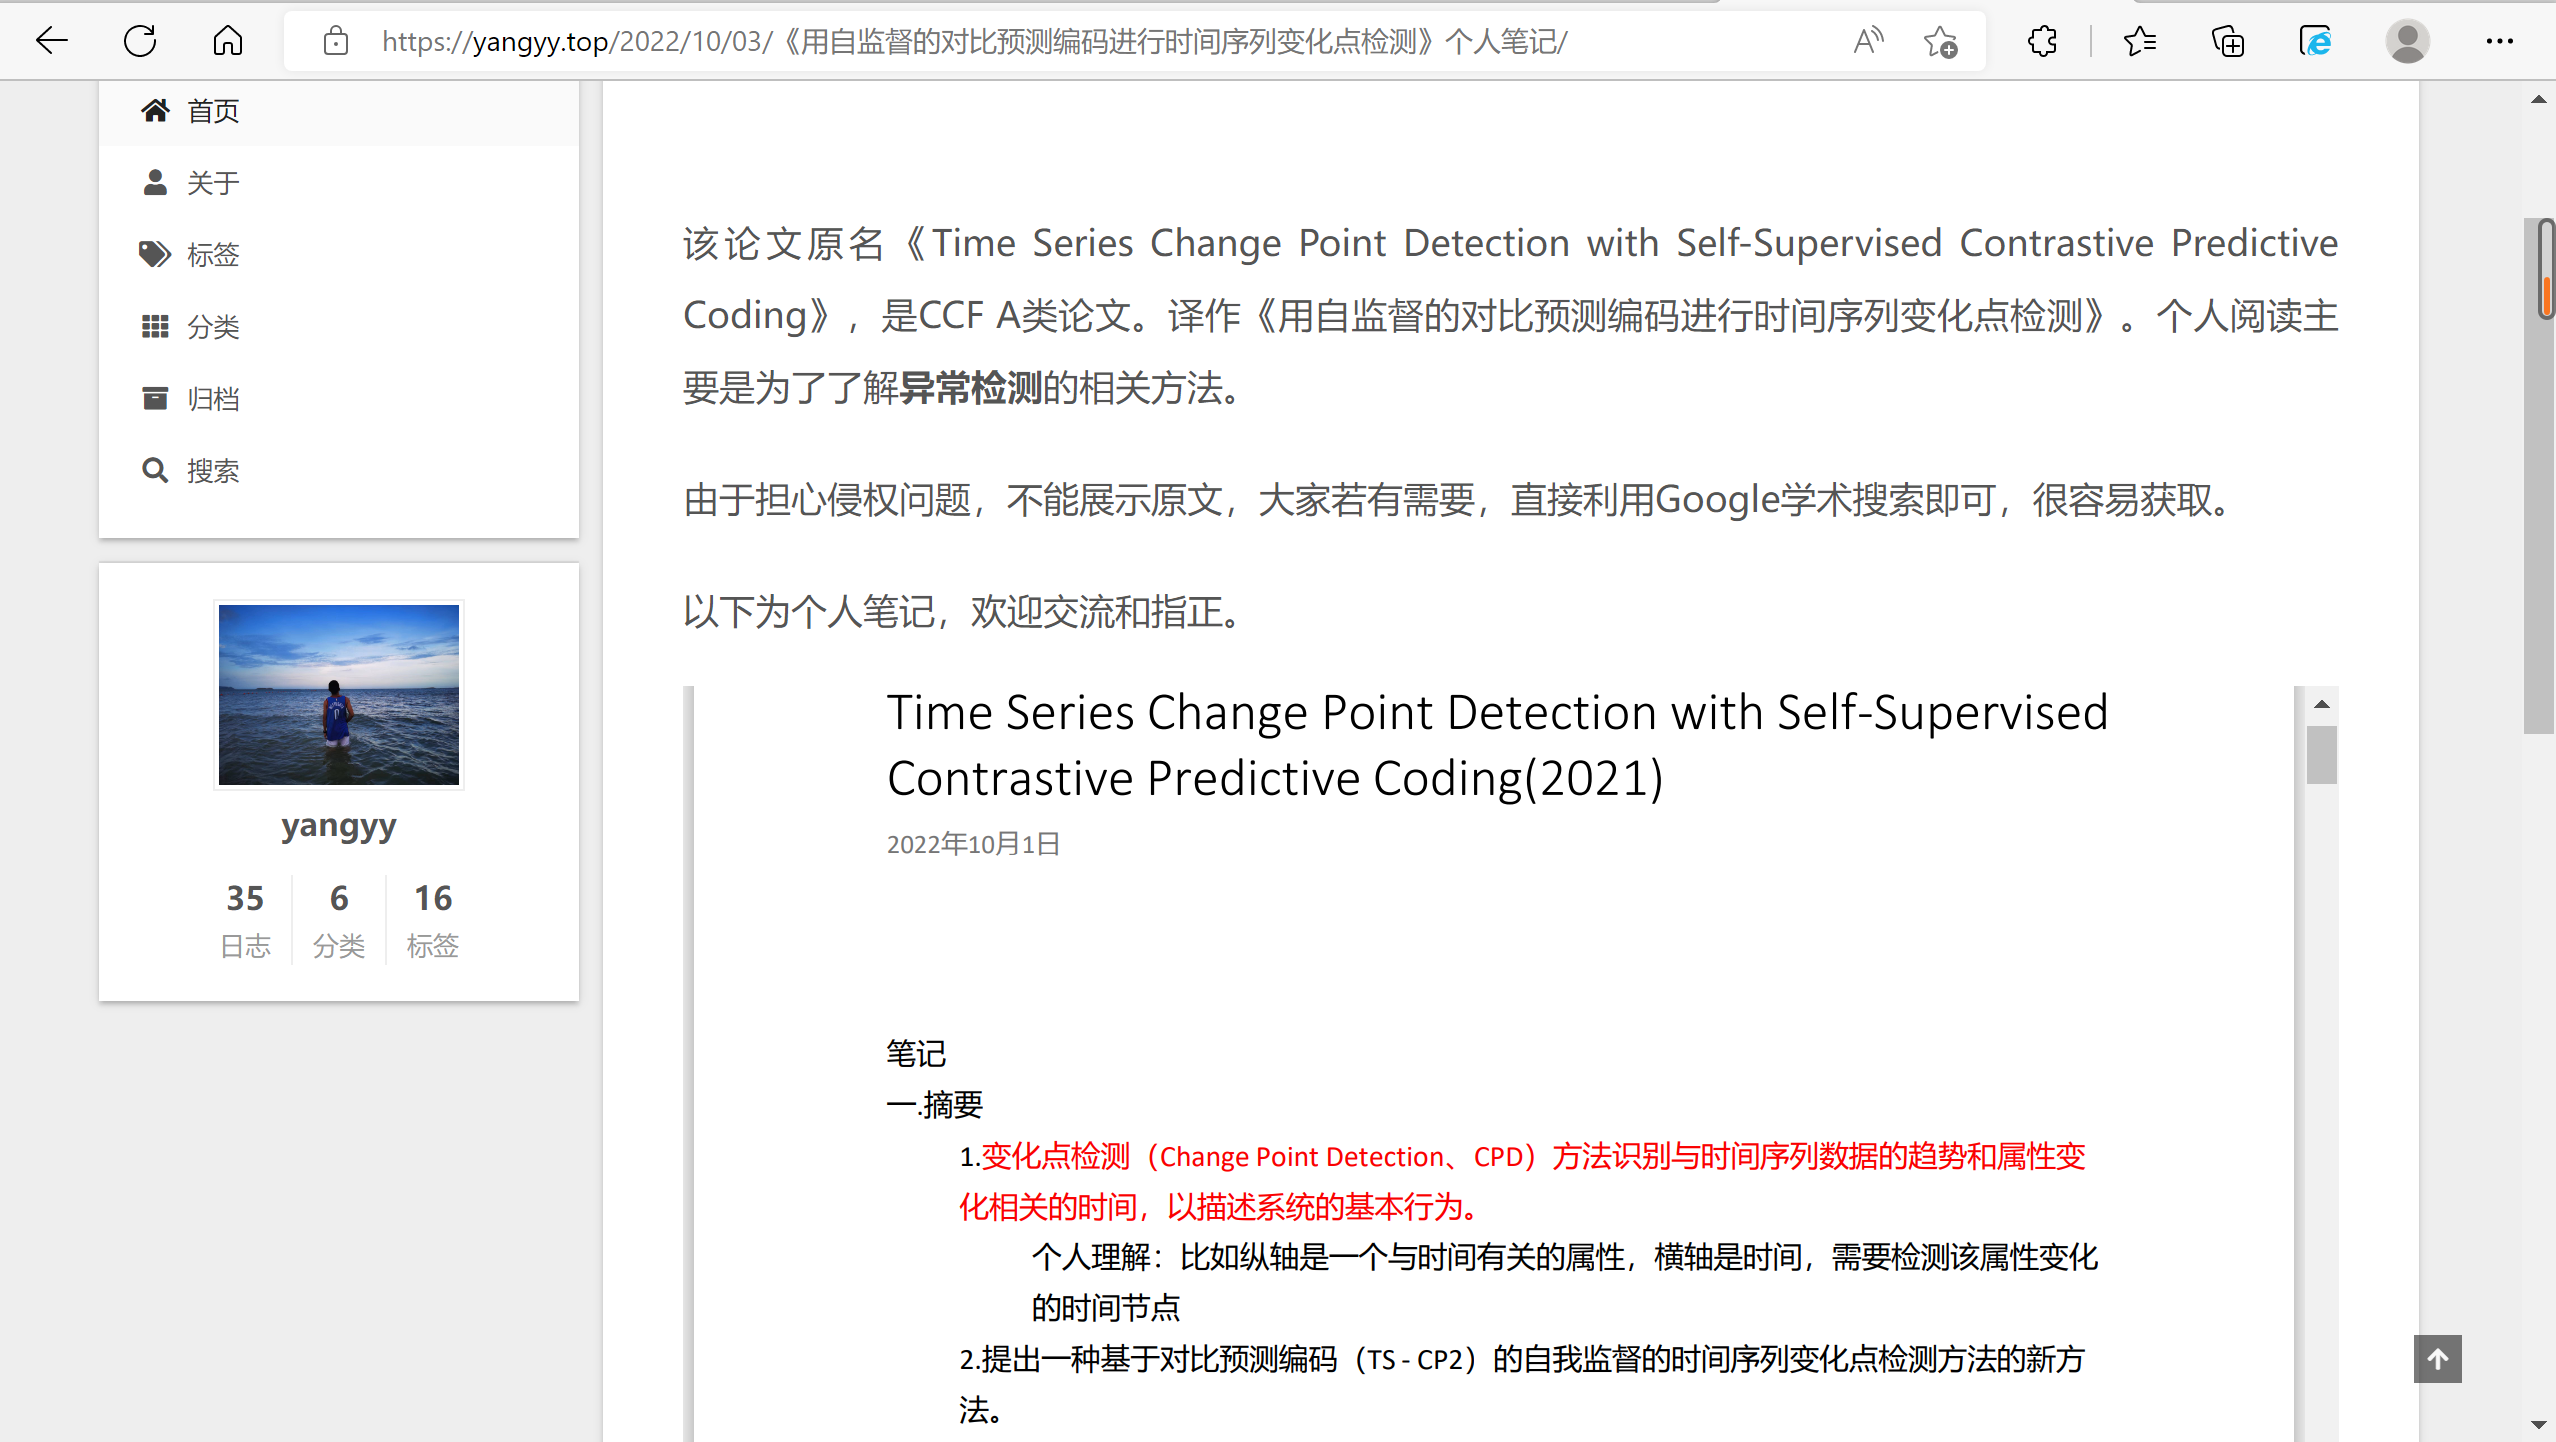 https://yangyy.top/2022/10/03/《用自监督的对比预测编码进行时间序列变化点检测》个人笔记/
首页
关于
标签
分类
归档
搜索
yangyy
35
6
16
日志
分类
标签
该论文原名《Time Series Change Point Detection with Self-Supervised Contrastive Predictive
Coding》，是CCF A类论文。译作《用自监督的对比预测编码进行时间序列变化点检测》。个人阅读主
要是为了了解异常检测的相关方法。
由于担心侵权问题，不能展示原文，大家若有需要，直接利用Google学术搜索即可，很容易获取。
以下为个人笔记，欢迎交流和指正。
Time Series Change Point Detection with Self-Supervised
Contrastive Predictive Coding(2021)
2022年10月1日
笔记
一.摘要
1.变化点检测（Change Point Detection、CPD）方法识别与时间序列数据的趋势和属性变
化相关的时间，以描述系统的基本行为。
个人理解：比如纵轴是一个与时间有关的属性，横轴是时间，需要检测该属性变化
的时间节点
2.提出一种基于对比预测编码（TS - CP2）的自我监督的时间序列变化点检测方法的新方
法。